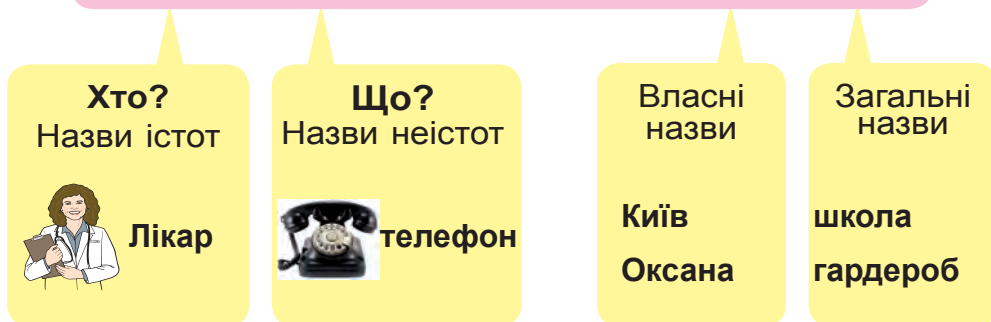 Хто?
Назви істот
Лікар
Що?
Назви неістот
телефон
Власні
назви
Київ
Оксана
Загальні
назви
школа
гардероб